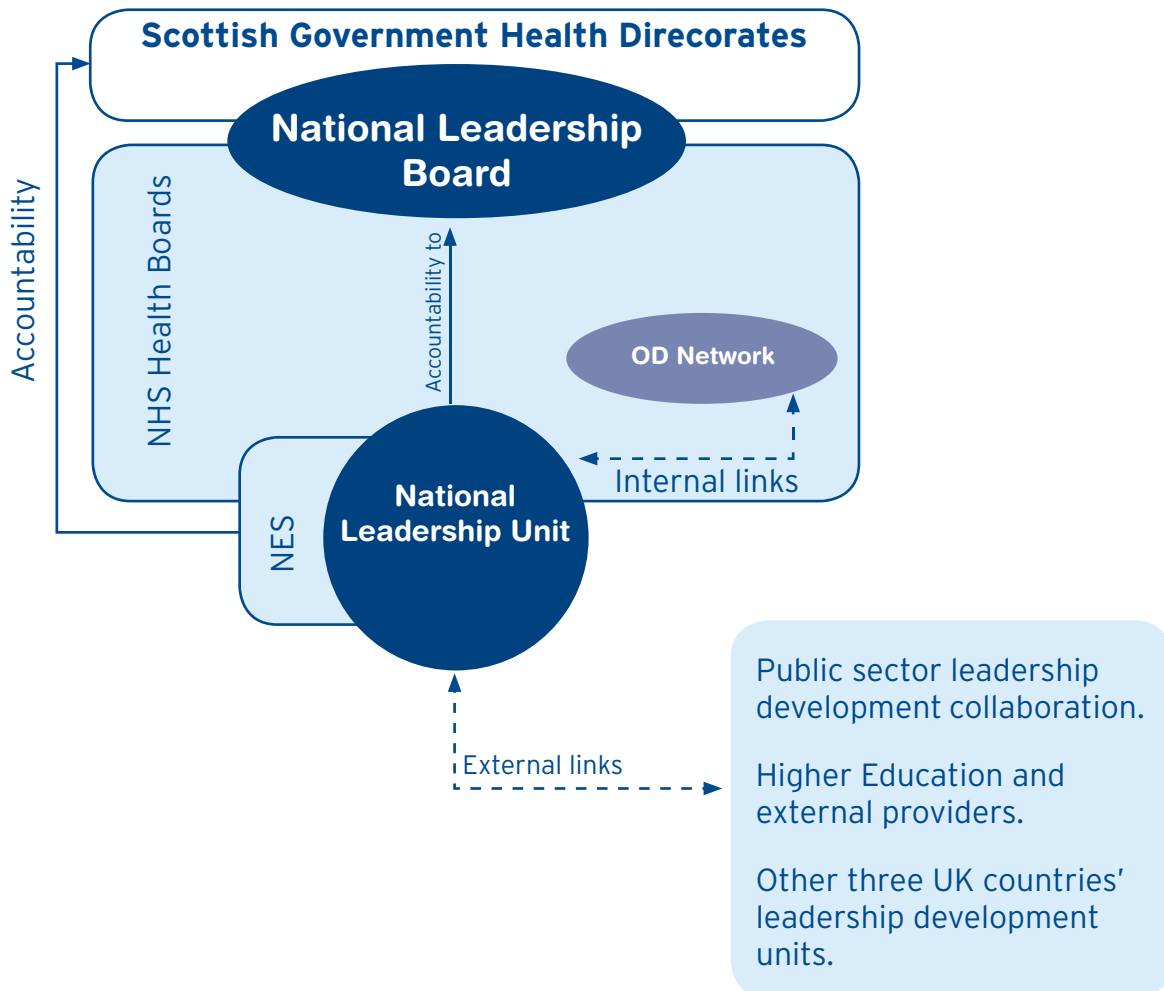 Scottish Government Health Direcorates
National Leadership
Board
Accountability
NHS Health Boards
Accountability to
OD Network
Internal links
National
Leadership Unit
NES
External links
Public sector leadership
development collaboration.
Higher Education and
external providers.
Other three UK countries’
leadership development
units.